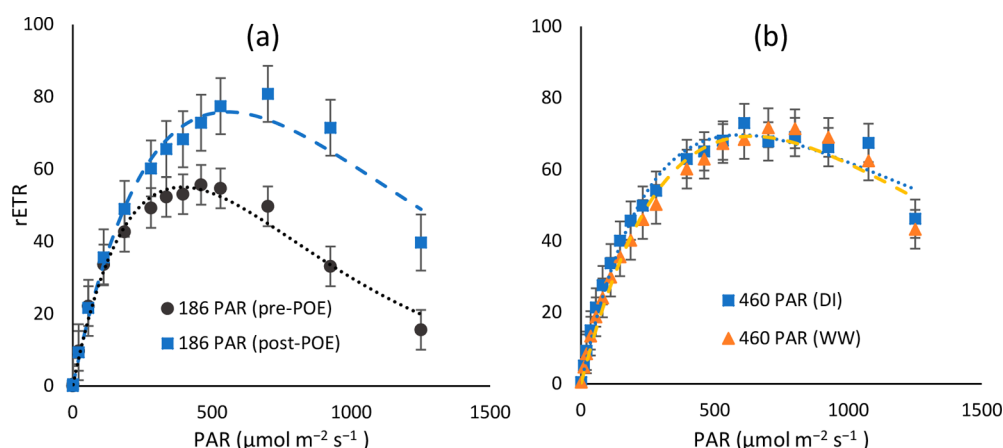 (a)
100
80
60
40
20
0
rETR
186 PAR (pre-POE)
186 PAR (post-POE)
0
500
1000
1500
PAR (µmol m⁻² s⁻¹)
(b)
100
80
60
40
20
0
460 PAR (DI)
460 PAR (WW)
0
500
1000
1500
PAR (µmol m⁻² s⁻¹)